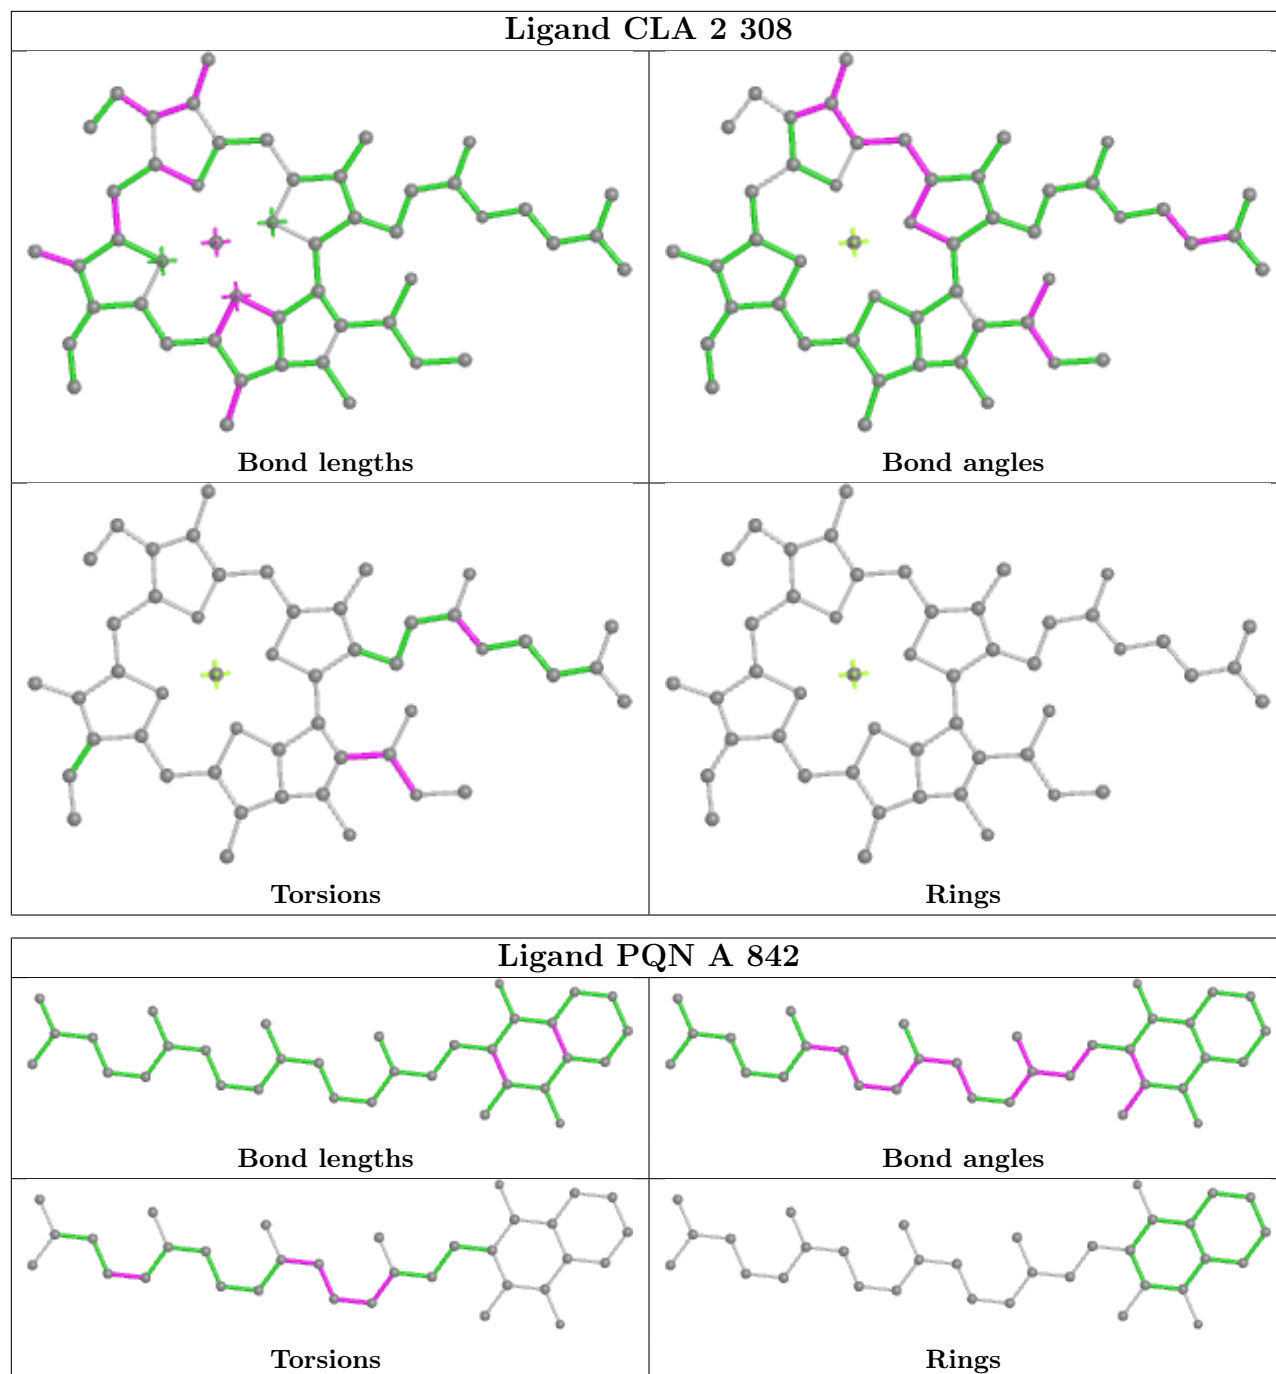 Ligand CLA 2 308
Bond lengths
Bond angles
Torsions
Rings
Ligand PQN A 842
Bond lengths
Bond angles
Torsions
Rings